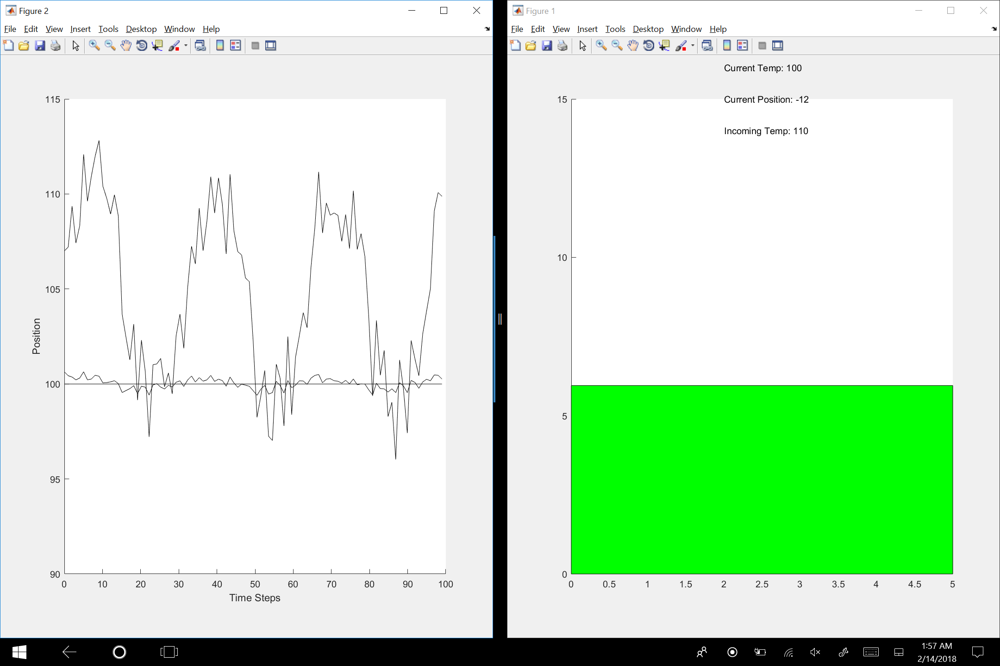 Figure 2
File Edit View Insert Tools Desktop Window Help
115
110
105
100
95
90
Position
0 10 20 30 40 50 60 70 80 90 100
Time Steps
Figure 1
File Edit View Insert Tools Desktop Window Help
Current Temp: 100
Current Position: -12
Incoming Temp: 110
15
10
5
0
0 0.5 1 1.5 2 2.5 3 3.5 4 4.5 5
1:57 AM
2/14/2018